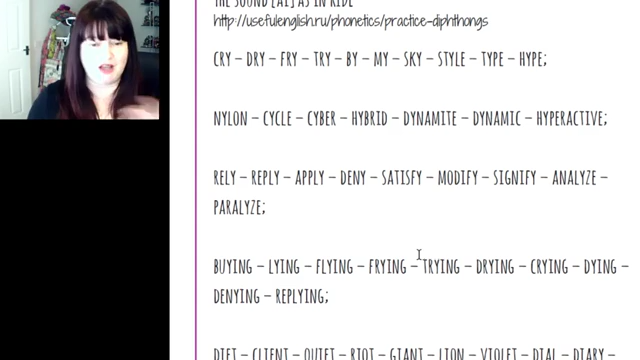 THE SOUND [AI] AS IN RIDE
http://usefulenglish.ru/phonetics/practice-diphthongs
CRY – DRY – FRY – TRY – BY – MY – SKY – STYLE – TYPE – HYPE;
NYLON – CYCLE – CYBER – HYBRID – DYNAMITE – DYNAMIC – HYPERACTIVE;
RELY – REPLY – APPLY – DENY – SATISFY – MODIFY – SIGNIFY – ANALYZE –
PARALYZE;
BUYING – LYING – FLYING – FRYING – TRYING – DRYING – CRYING – DYING –
DENYING – REPLYING;
DIET – CLIENT – QUIET – RIOT – GIANT – LION – VIOLET – DIAL – DIARY –